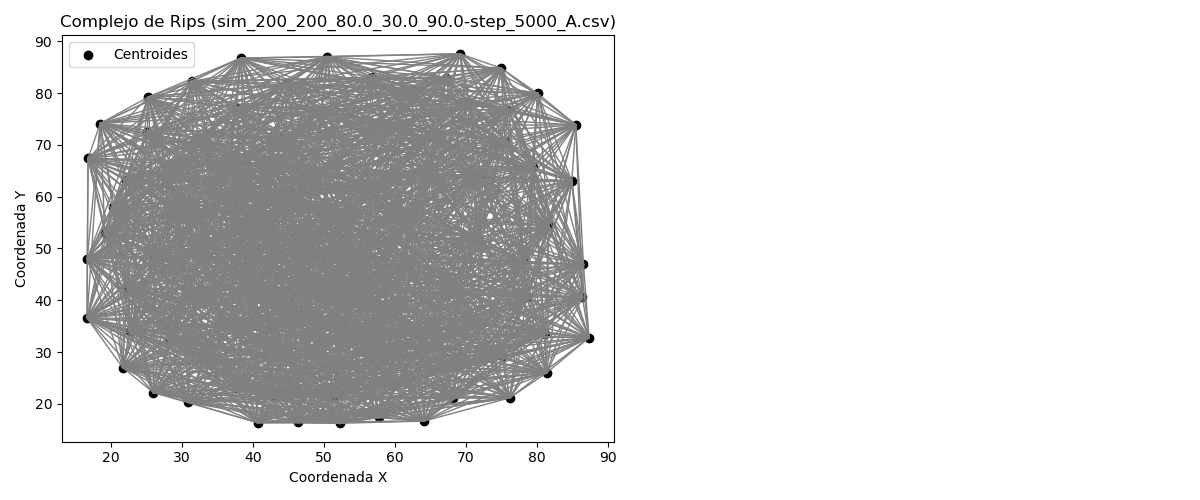 Complejo de Rips (sim_200_200_80.0_30.0_90.0-step_5000_A.csv)
Centroides
90
80
70
60
50
40
30
20
Coordenada Y
20 30 40 50 60 70 80 90
Coordenada X